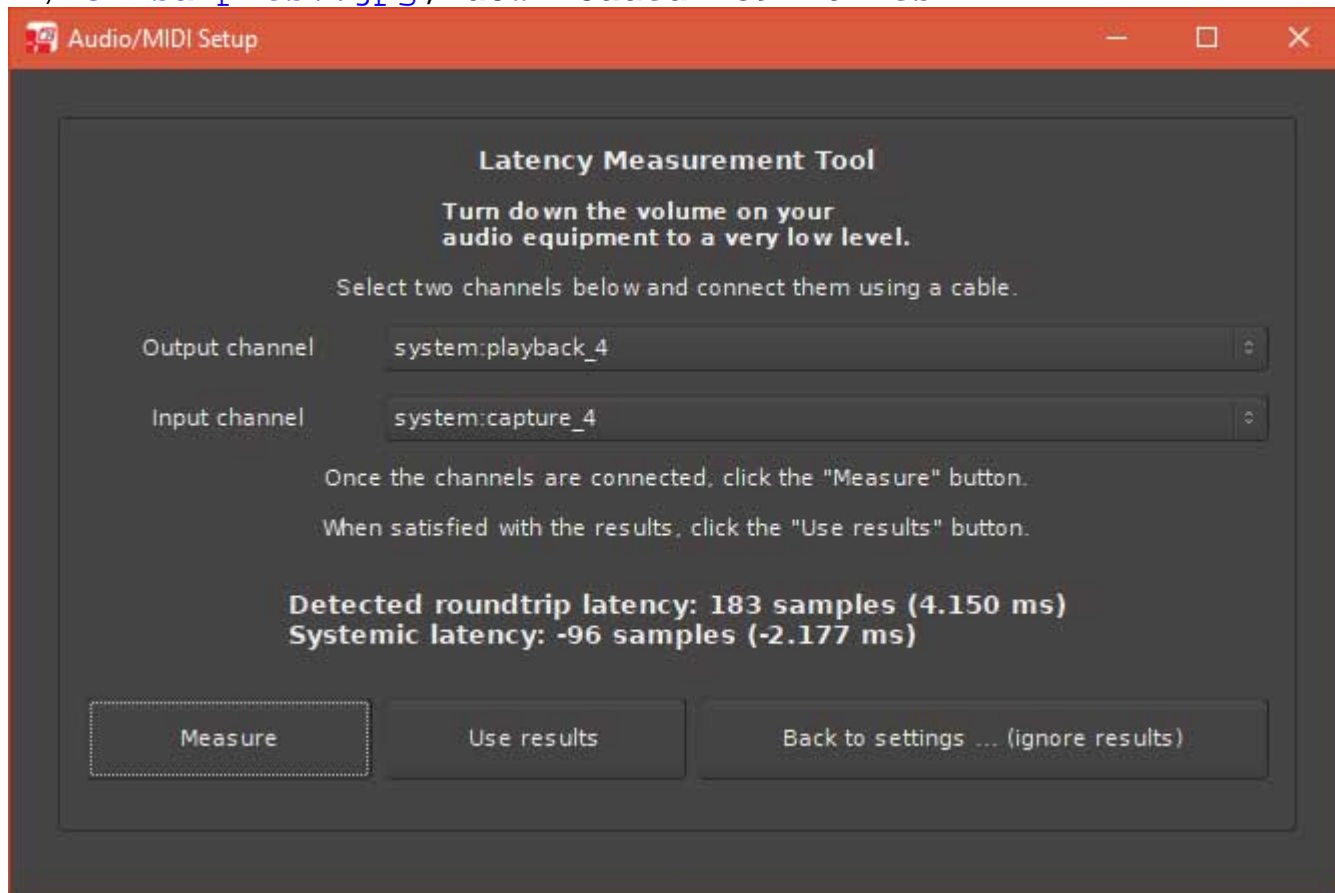 Audio/MIDI Setup
Latency Measurement Tool
Turn down the volume on your
audio equipment to a very low level.
Select two channels below and connect them using a cable.
Output channel system:playback_4
Input channel system:capture_4
Once the channels are connected, click the "Measure" button.
When satisfied with the results, click the "Use results" button.
Detected roundtrip latency: 183 samples (4.150 ms)
Systemic latency: -96 samples (-2.177 ms)
Measure Use results Back to settings ... (ignore results)